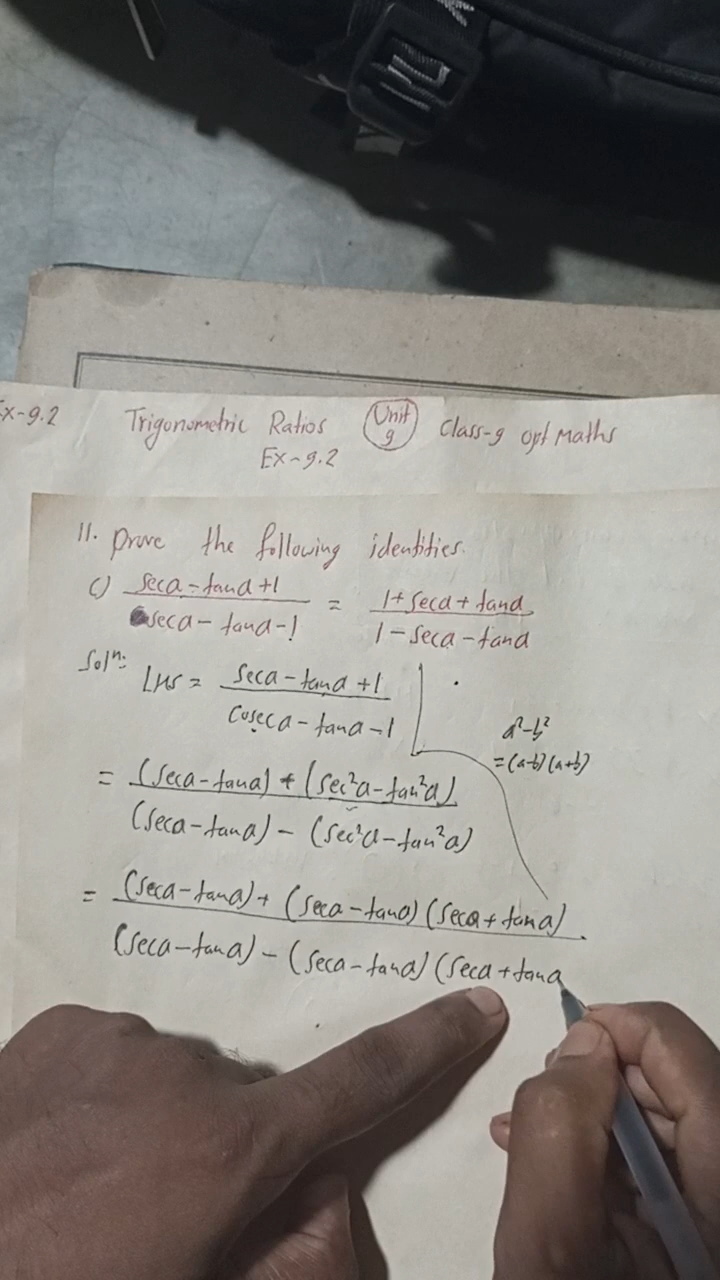 Ex-9.2
Trigonometric Ratios Unit 9 Class-9 opt Maths
Ex-9.2
11. prove the following identities.
c) (seca-tana+1)/(seca-tana-1) = (1+seca+tana)/(1-seca-tana)
Solⁿ: LHS = (seca-tana+1)/(coseca-tana-1)
a²-b²
=(a-b)(a+b)
= ((seca-tana)+(sec²a-tan²a))/((seca-tana)-(sec²a-tan²a))
= ((seca-tana)+(seca-tana)(seca+tana))/((seca-tana)-(seca-tana)(seca+tana